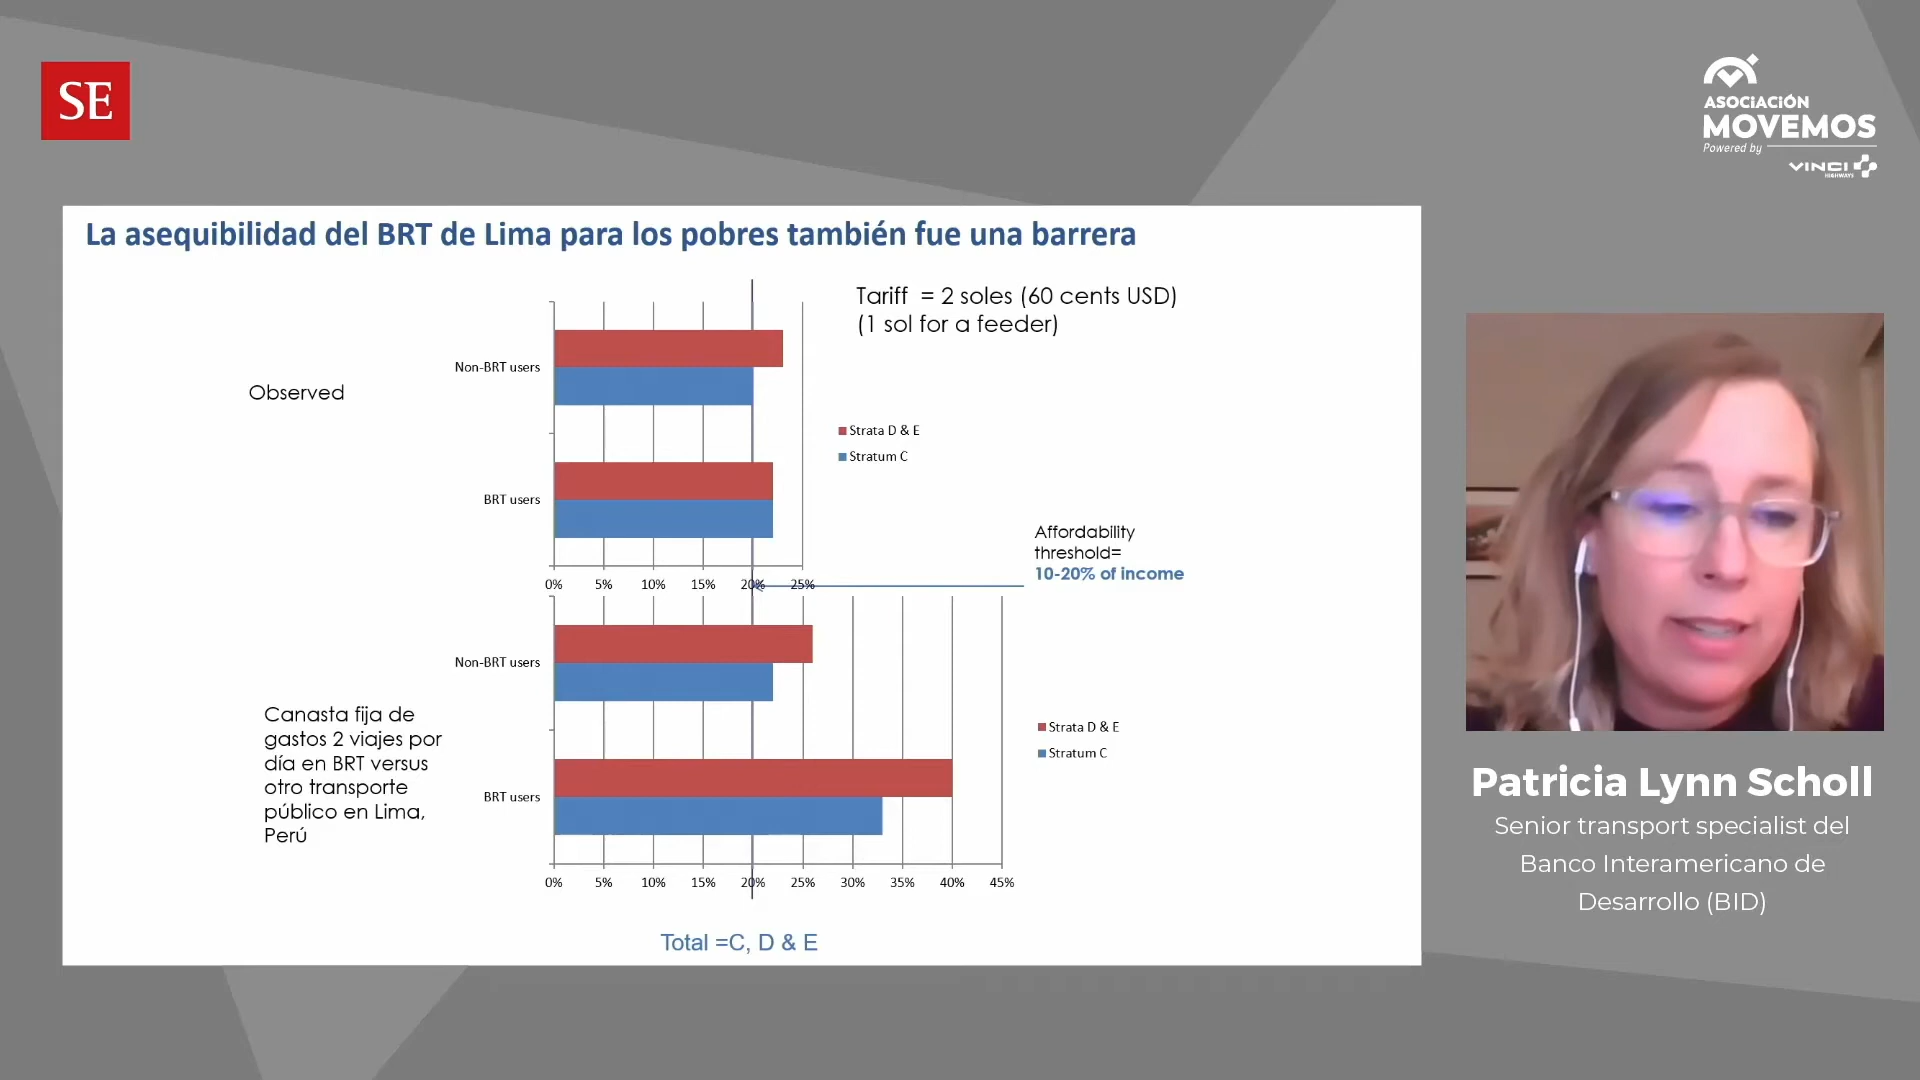 SE
ASOCIACIÓN
MOVEMOS
Powered by
VINCI
HIGHWAYS
La asequibilidad del BRT de Lima para los pobres también fue una barrera
Tariff = 2 soles (60 cents USD)
(1 sol for a feeder)
Observed
Non-BRT users
BRT users
Strata D & E
Stratum C
0% 5% 10% 15% 20% 25%
Affordability
threshold=
10-20% of income
Canasta fija de
gastos 2 viajes por
día en BRT versus
otro transporte
público en Lima,
Perú
Non-BRT users
BRT users
Strata D & E
Stratum C
0% 5% 10% 15% 20% 25% 30% 35% 40% 45%
Total =C, D & E
Patricia Lynn Scholl
Senior transport specialist del
Banco Interamericano de
Desarrollo (BID)